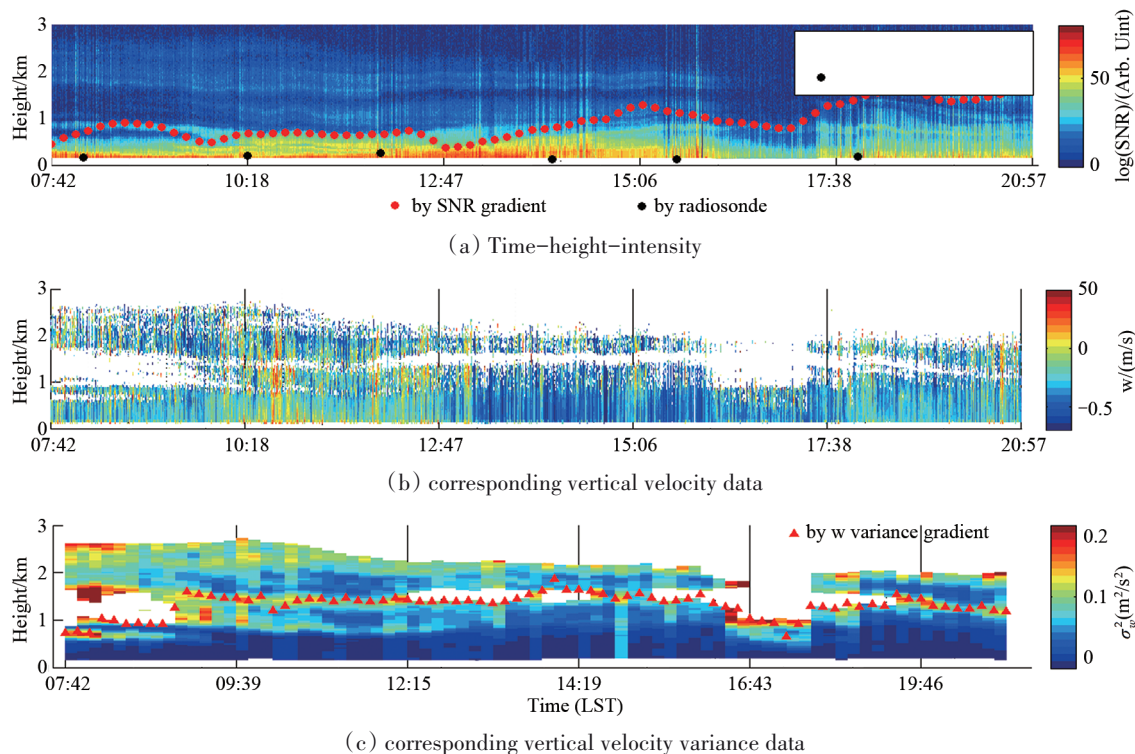 3
2
1
0
Height/km
07:42 10:18 12:47 15:06 17:38 20:57
50
0
log(SNR)/(Arb. Uint)
by SNR gradient by radiosonde
(a) Time-height-intensity
3
2
1
0
Height/km
07:42 10:18 12:47 15:06 17:38 20:57
50
0
−0.5
w/(m/s)
(b) corresponding vertical velocity data
by w variance gradient
3
2
1
0
Height/km
07:42 09:39 12:15 14:19 16:43 19:46
Time (LST)
0.2
0.1
0
σ_w^2(m²/s²)
(c) corresponding vertical velocity variance data